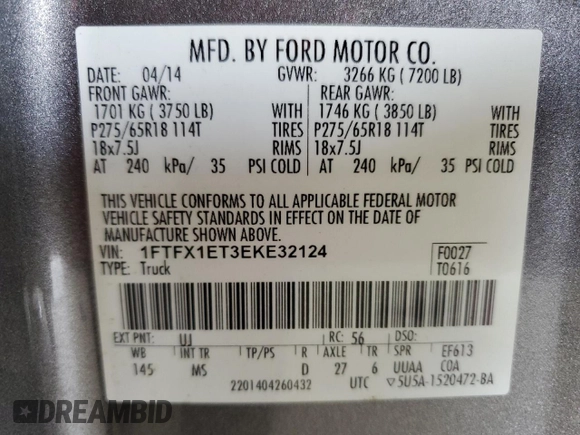 MFD. BY FORD MOTOR CO.
DATE: 04/14 GVWR: 3266 KG ( 7200 LB)
FRONT GAWR: REAR GAWR:
1701 KG ( 3750 LB) WITH 1746 KG ( 3850 LB) WITH
P275/65R18 114T TIRES P275/65R18 114T TIRES
18x7.5J RIMS 18x7.5J RIMS
AT 240 kPa/ 35 PSI COLD AT 240 kPa/ 35 PSI COLD
THIS VEHICLE CONFORMS TO ALL APPLICABLE FEDERAL MOTOR
VEHICLE SAFETY STANDARDS IN EFFECT ON THE DATE OF
MANUFACTURE SHOWN ABOVE.
VIN: 1FTFX1ET3EKE32124 F0027
TYPE: Truck T0616
EXT PNT: UJ RC: 56 DSO:
WB INT TR TP/PS R AXLE TR SPR EF613
145 MS D 27 6 UUAA COA
2201404260432 UTC ▽5U5A-1520472-BA
DREAMBID